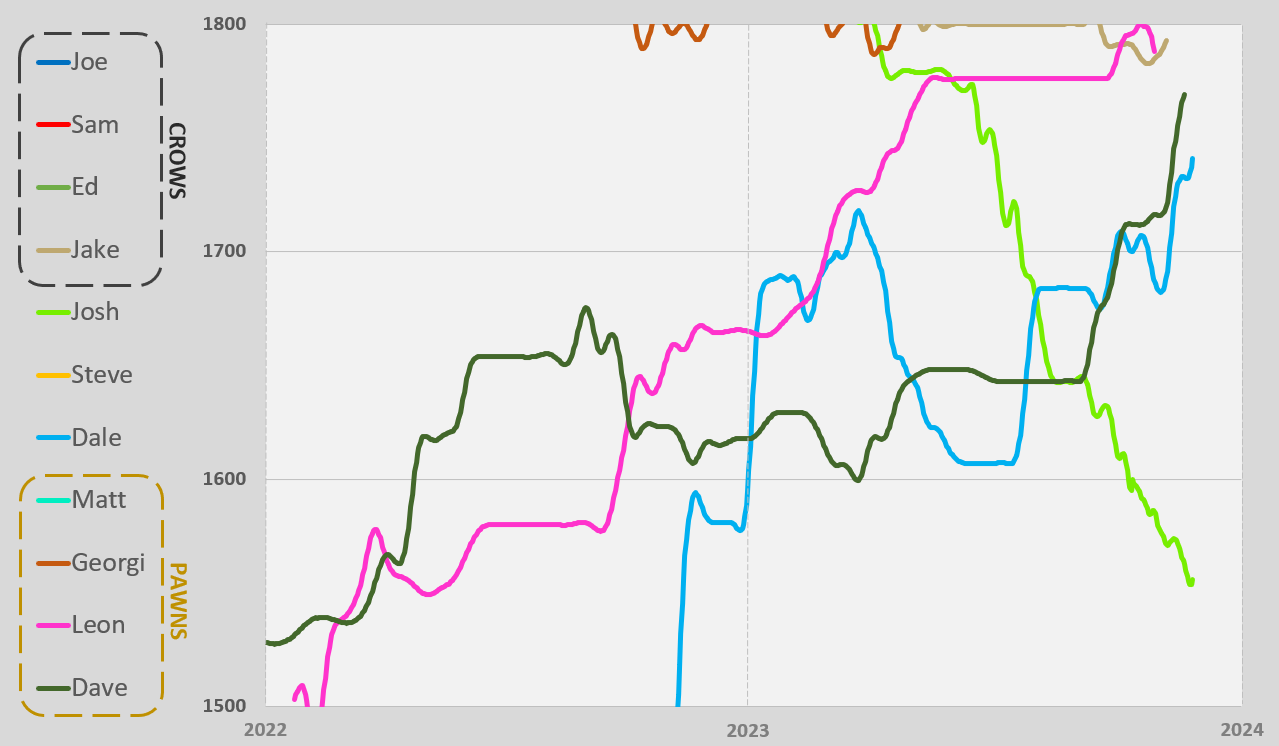 Joe
Sam
Ed
Jake
CROWS
Josh
Steve
Dale
Matt
Georgi
Leon
Dave
PAWNS
1800
1700
1600
1500
2022
2023
2024